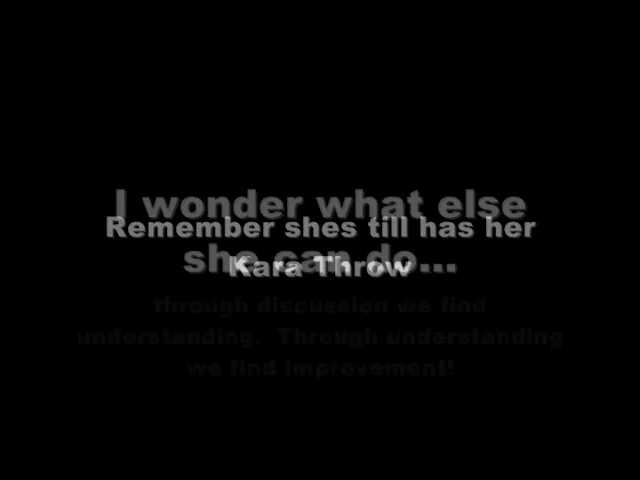 I wonder what else
Remember shes till has her
she can do...
Kara Throw
through discussion we find
understanding.  Through understanding
we find improvement!